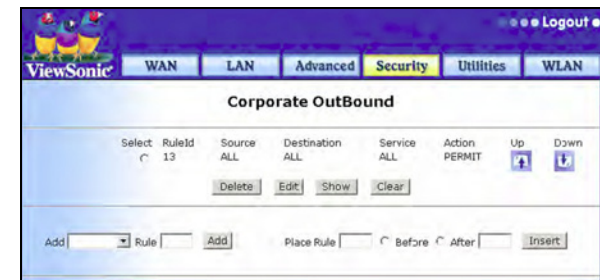 Logout
ViewSonic® WAN LAN Advanced Security Utilities WLAN
Corporate OutBound
Select RuleId Source Destination Service Action Up Down
13 ALL ALL ALL PERMIT
Delete Edit Show Clear
Add Rule Add Place Rule Before After Insert